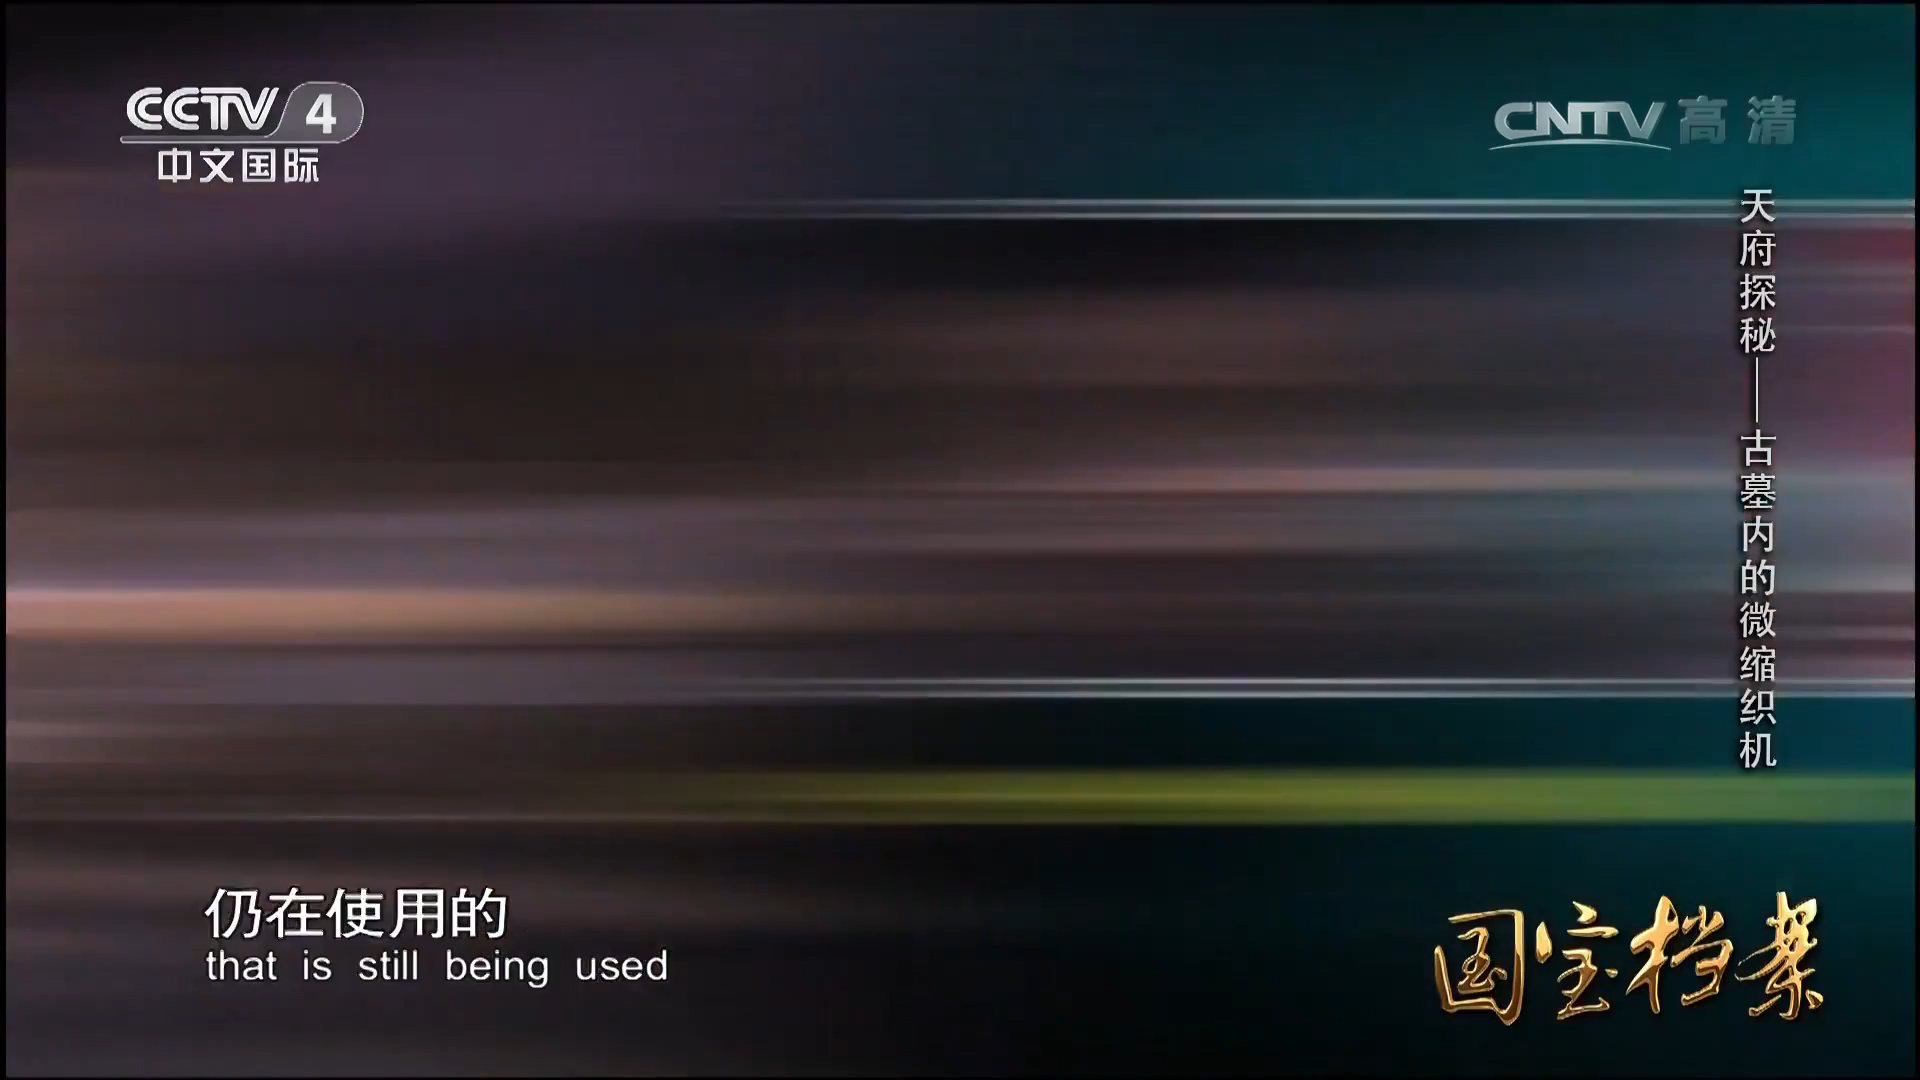 CCTV 4
中文国际
CNTV 高清
天府探秘——古墓内的微缩织机
仍在使用的
that is still being used
国宝档案